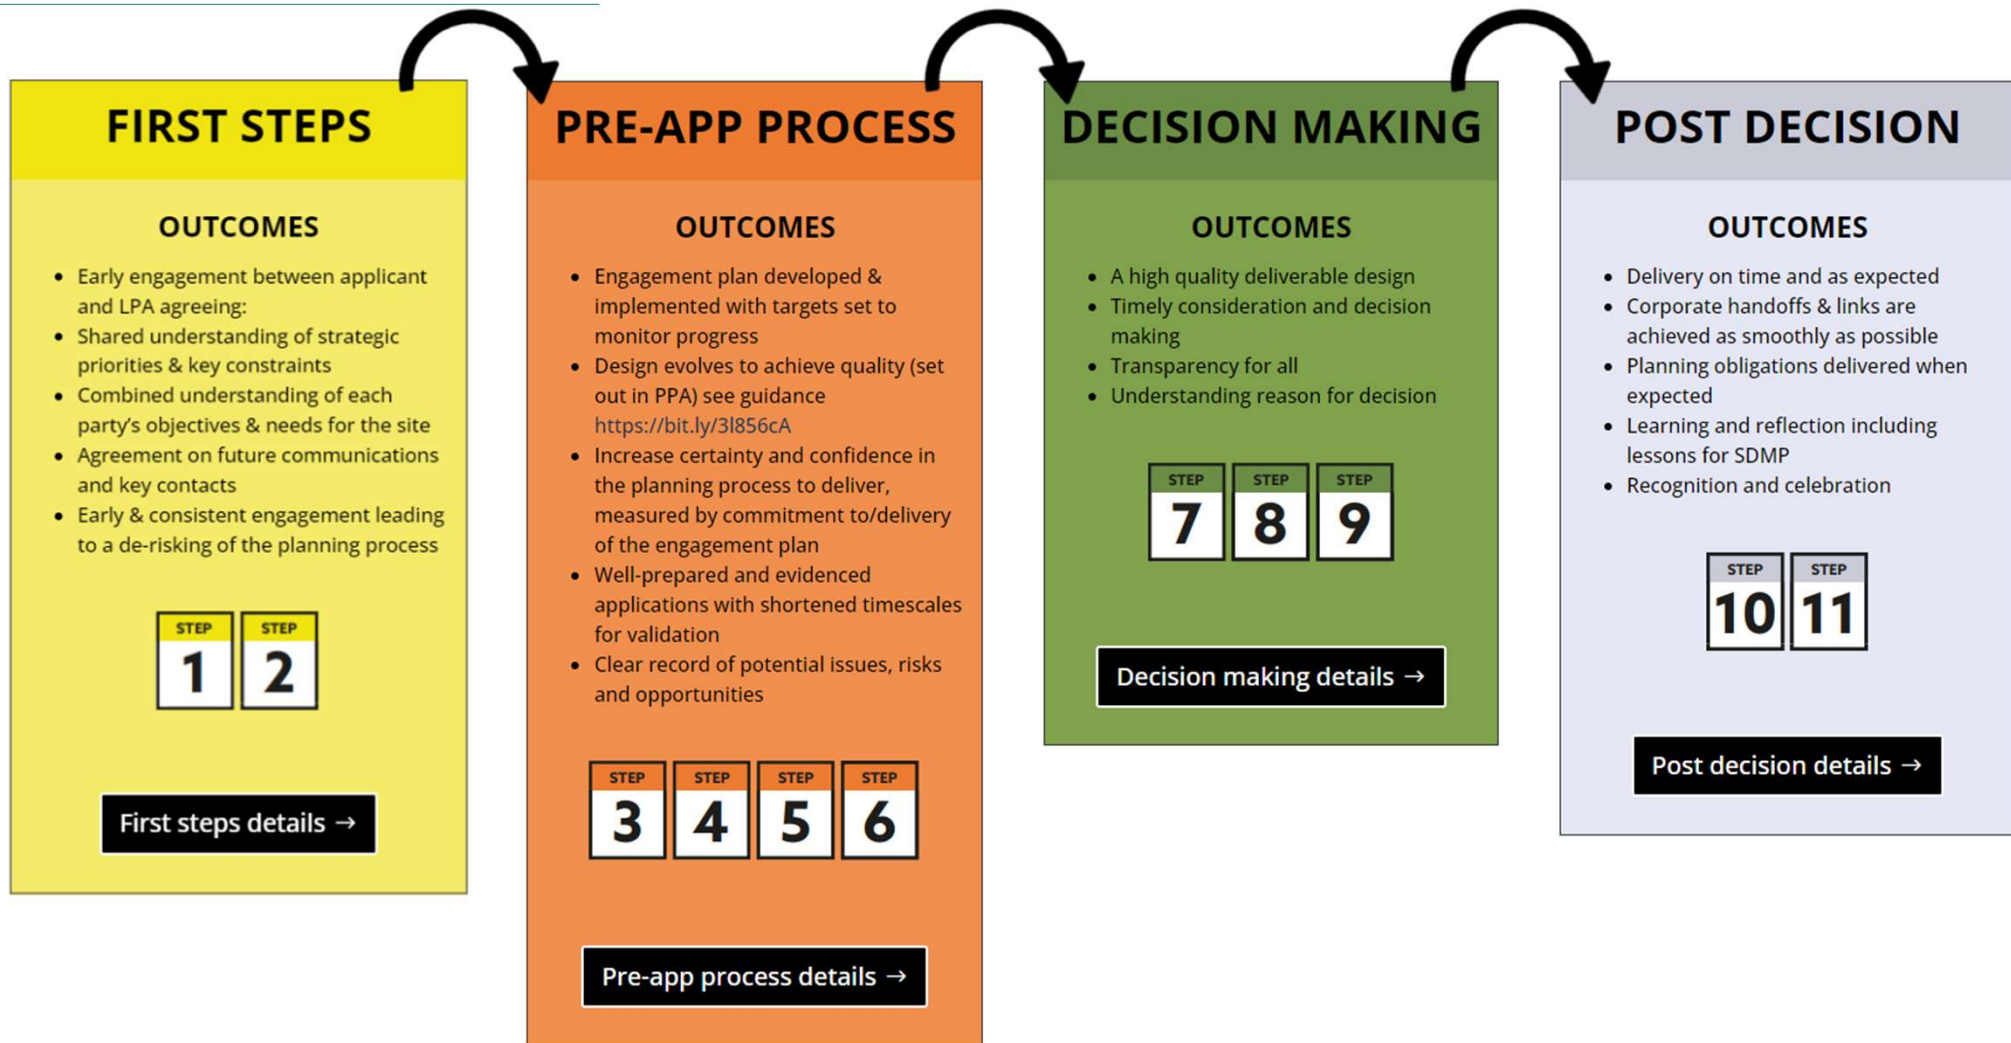 FIRST STEPS
OUTCOMES
• Early engagement between applicant
and LPA agreeing:
• Shared understanding of strategic
priorities & key constraints
• Combined understanding of each
party's objectives & needs for the site
• Agreement on future communications
and key contacts
• Early & consistent engagement leading
to a de-risking of the planning process
STEP
1
STEP
2
First steps details →
PRE-APP PROCESS
OUTCOMES
• Engagement plan developed &
implemented with targets set to
monitor progress
• Design evolves to achieve quality (set
out in PPA) see guidance
https://bit.ly/3l856cA
• Increase certainty and confidence in
the planning process to deliver,
measured by commitment to/delivery
of the engagement plan
• Well-prepared and evidenced
applications with shortened timescales
for validation
• Clear record of potential issues, risks
and opportunities
STEP
3
STEP
4
STEP
5
STEP
6
Pre-app process details →
DECISION MAKING
OUTCOMES
• A high quality deliverable design
• Timely consideration and decision
making
• Transparency for all
• Understanding reason for decision
STEP
7
STEP
8
STEP
9
Decision making details →
POST DECISION
OUTCOMES
• Delivery on time and as expected
• Corporate handoffs & links are
achieved as smoothly as possible
• Planning obligations delivered when
expected
• Learning and reflection including
lessons for SDMP
• Recognition and celebration
STEP
10
STEP
11
Post decision details →